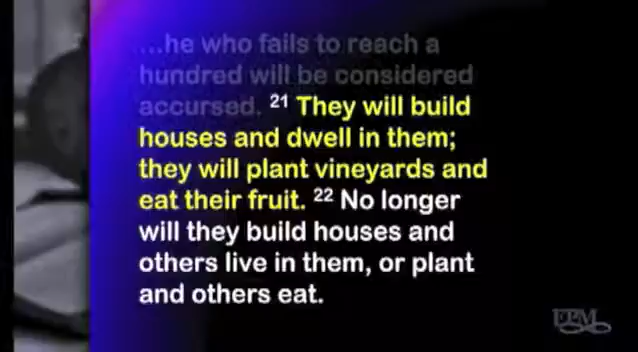 ...he who fails to reach a
hundred will be considered
accursed. 21 They will build
houses and dwell in them;
they will plant vineyards and
eat their fruit. 22 No longer
will they build houses and
others live in them, or plant
and others eat.
EPM